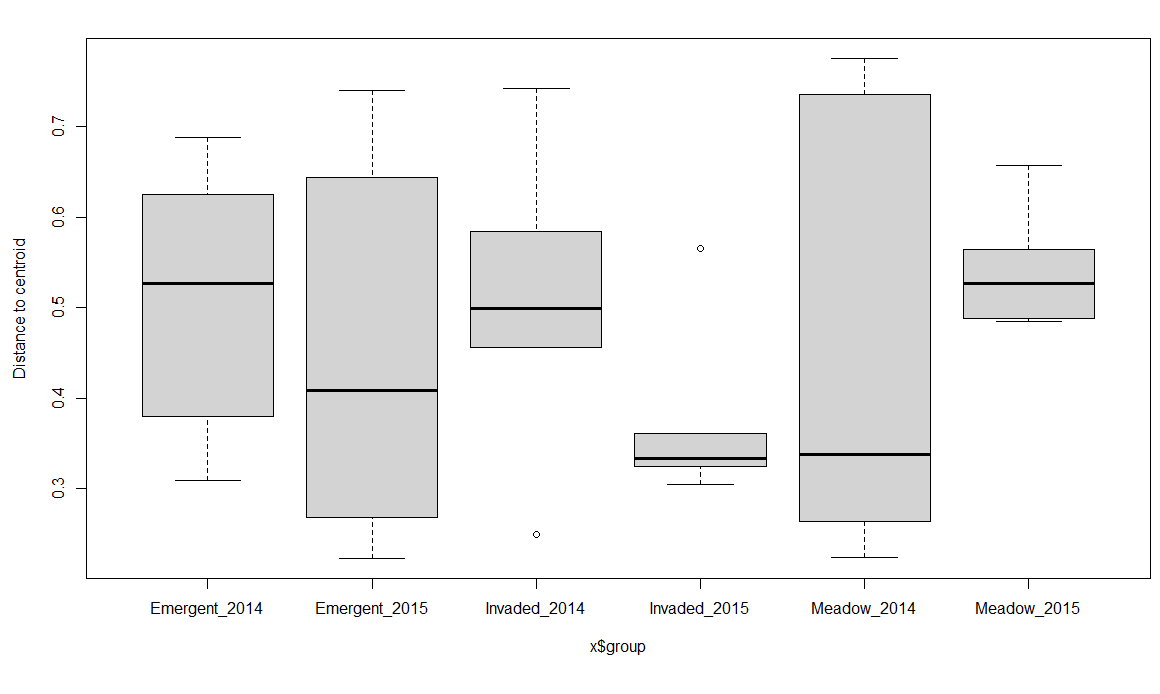 Distance to centroid
0.7
0.6
0.5
0.4
0.3
Emergent_2014 Emergent_2015 Invaded_2014 Invaded_2015 Meadow_2014 Meadow_2015
x$group